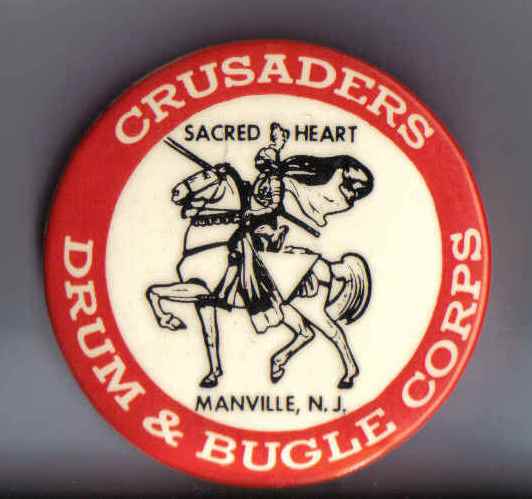 CRUSADERS
SACRED HEART
MANVILLE, N.J.
DRUM & BUGLE CORPS